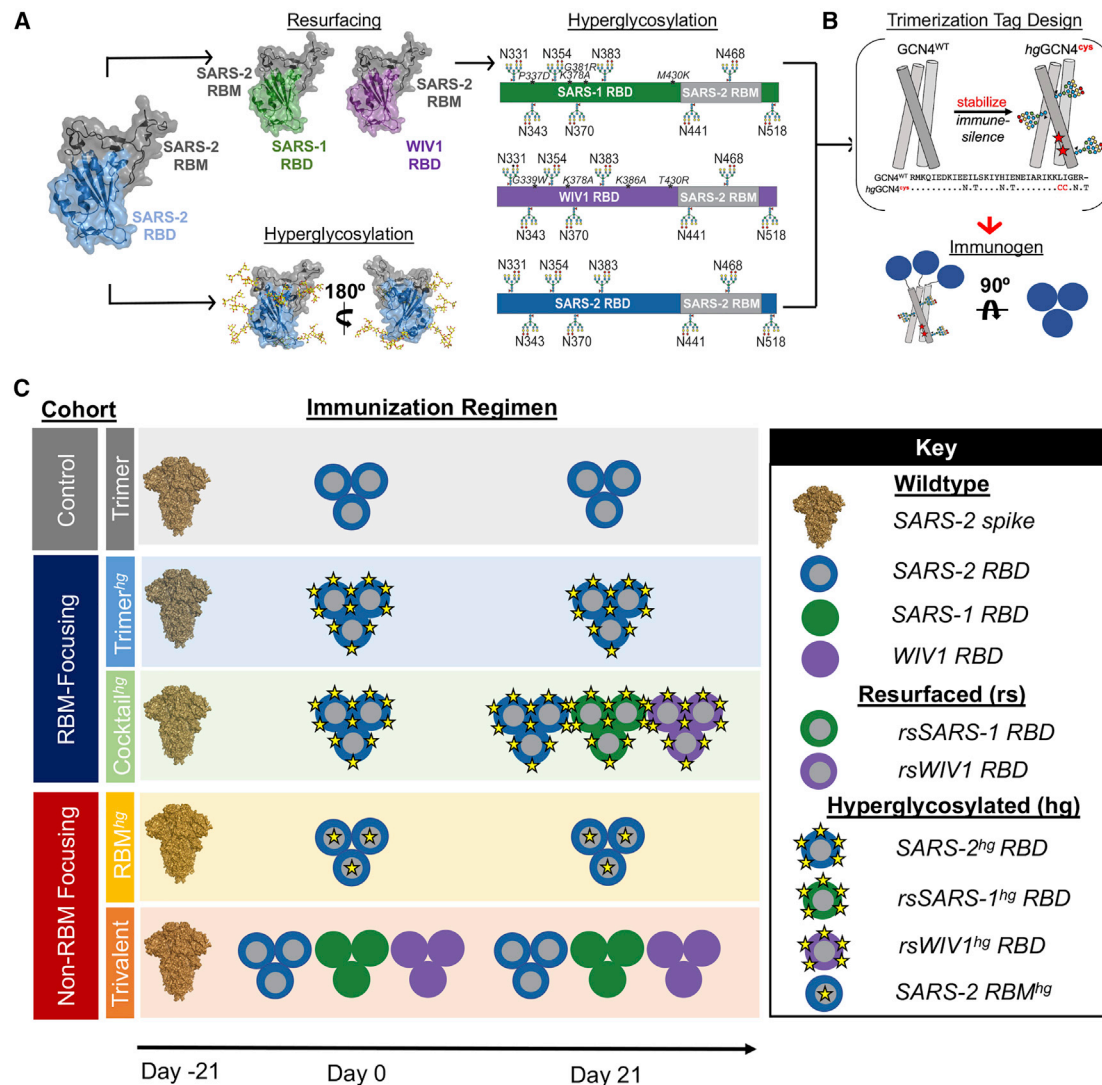 A
Resurfacing
SARS-2
RBM
SARS-2
RBD
SARS-2
RBM
SARS-1
RBD
SARS-2
RBM
WIV1
RBD
Hyperglycosylation
180º
Hyperglycosylation
N331 N354 N383 N468
P337D K378A G381R M430K
SARS-1 RBD SARS-2 RBM
N343 N370 N441 N518
N331 N354 N383 N468
G339W K378A K386A T430R
WIV1 RBD SARS-2 RBM
N343 N370 N441 N518
N331 N354 N383 N468
SARS-2 RBD SARS-2 RBM
N343 N370 N441 N518
B
Trimerization Tag Design
GCN4WT hgGCN4cys
stabilize
immune-
silence
GCN4WT RMKQIEDKIEEILSKIYHIENEIARIKKLIGER-
hgGCN4cys ...........N.T.....N.T........CC.N.T
Immunogen
90º
C
Cohort
Immunization Regimen
Control
Trimer
RBM-Focusing
Trimerhg
Cocktailhg
Non-RBM Focusing
RBMhg
Trivalent
Day -21 Day 0 Day 21
Key
Wildtype
SARS-2 spike
SARS-2 RBD
SARS-1 RBD
WIV1 RBD
Resurfaced (rs)
rsSARS-1 RBD
rsWIV1 RBD
Hyperglycosylated (hg)
SARS-2hg RBD
rsSARS-1hg RBD
rsWIV1hg RBD
SARS-2 RBMhg